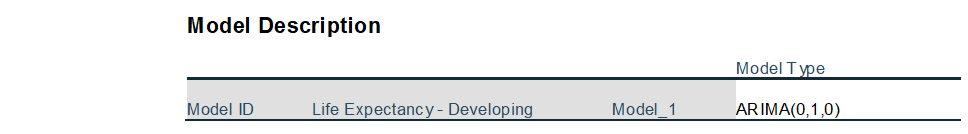 Model Description
Model Type
Model ID Life Expectancy - Developing Model_1 ARIMA(0,1,0)